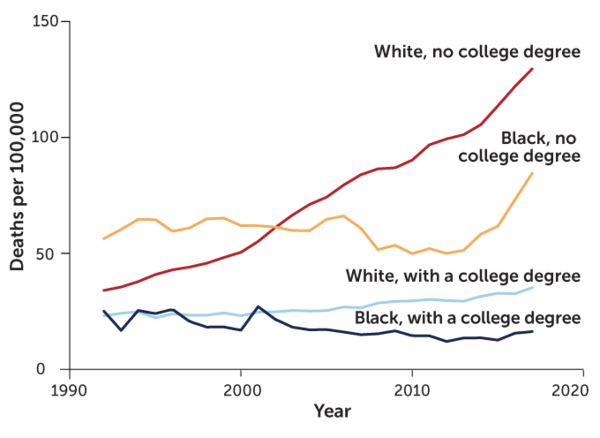 150
White, no college degree
Black, no
college degree
100
Deaths per 100,000
50
White, with a college degree
Black, with a college degree
0
1990
2000
2010
2020
Year